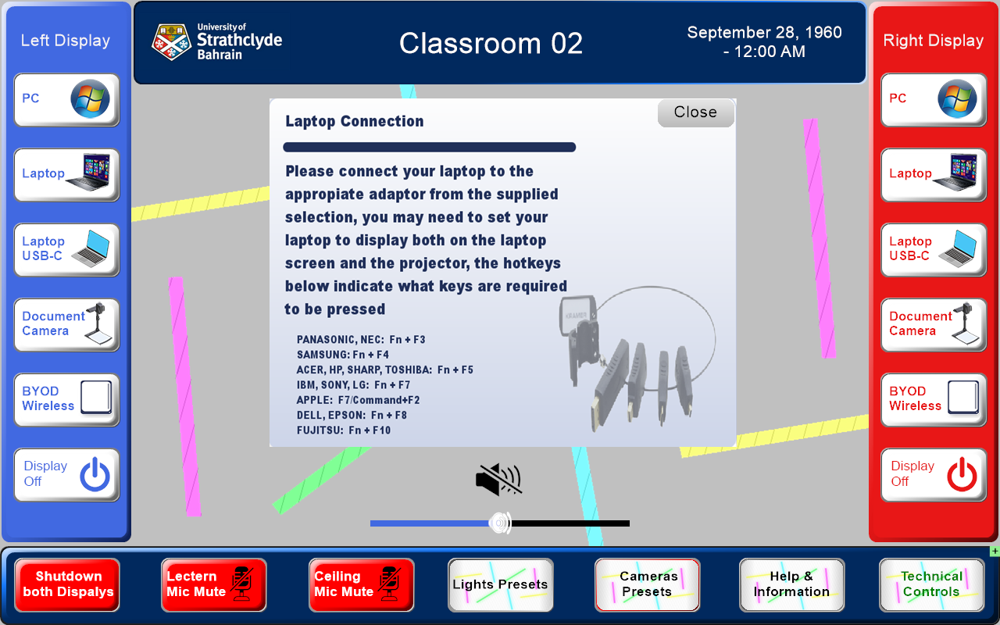 Left Display
PC
Laptop
Laptop
USB-C
Document
Camera
BYOD
Wireless
Display
Off
University of
Strathclyde
Bahrain
Classroom 02
September 28, 1960
- 12:00 AM
Laptop Connection
Close
Please connect your laptop to the
appropiate adaptor from the supplied
selection, you may need to set your
laptop to display both on the laptop
screen and the projector, the hotkeys
below indicate what keys are required
to be pressed
KRAMER
PANASONIC, NEC: Fn + F3
SAMSUNG: Fn + F4
ACER, HP, SHARP, TOSHIBA: Fn + F5
IBM, SONY, LG: Fn + F7
APPLE: F7/Command+F2
DELL, EPSON: Fn + F8
FUJITSU: Fn + F10
Right Display
PC
Laptop
Laptop
USB-C
Document
Camera
BYOD
Wireless
Display
Off
Shutdown
both Dispalys
Lectern
Mic Mute
Ceiling
Mic Mute
Lights Presets
Cameras
Presets
Help &
Information
Technical
Controls
+